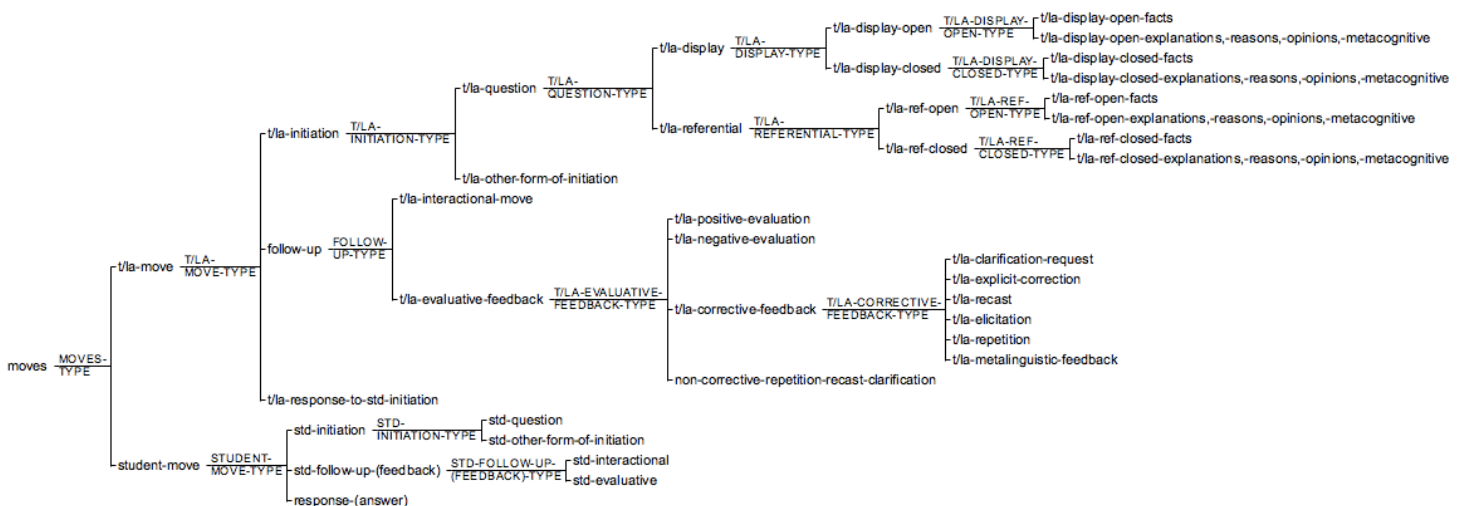 t/la-display-open-facts
t/la-display-open T/LA-DISPLAY-
OPEN-TYPE
t/la-display-open-explanations,-reasons,-opinions,-metacognitive
t/la-display T/LA-
DISPLAY-TYPE
t/la-display-closed-facts
t/la-display-closed T/LA-DISPLAY-
CLOSED-TYPE
t/la-display-closed-explanations,-reasons,-opinions,-metacognitive
t/la-question T/LA-
QUESTION-TYPE
t/la-ref-open-facts
t/la-ref-open T/LA-REF-
OPEN-TYPE
t/la-ref-open-explanations,-reasons,-opinions,-metacognitive
t/la-referential T/LA-
REFERENTIAL-TYPE
t/la-initiation T/LA-
INITIATION-TYPE
t/la-ref-closed-facts
t/la-ref-closed T/LA-REF-
CLOSED-TYPE
t/la-ref-closed-explanations,-reasons,-opinions,-metacognitive
t/la-other-form-of-initiation
t/la-interactional-move
t/la-positive-evaluation
t/la-negative-evaluation
follow-up FOLLOW-
UP-TYPE
t/la-move T/LA-
MOVE-TYPE
t/la-clarification-request
t/la-explicit-correction
t/la-evaluative-feedback T/LA-EVALUATIVE-
FEEDBACK-TYPE
t/la-recast
t/la-corrective-feedback T/LA-CORRECTIVE-
FEEDBACK-TYPE
t/la-elicitation
t/la-repetition
t/la-metalinguistic-feedback
moves MOVES-
TYPE
non-corrective-repetition-recast-clarification
t/la-response-to-std-initiation
std-question
std-initiation STD-
INITIATION-TYPE
std-other-form-of-initiation
student-move STUDENT-
MOVE-TYPE
std-interactional
std-follow-up-(feedback) STD-FOLLOW-UP-
(FEEDBACK)-TYPE
std-evaluative
response-(answer)